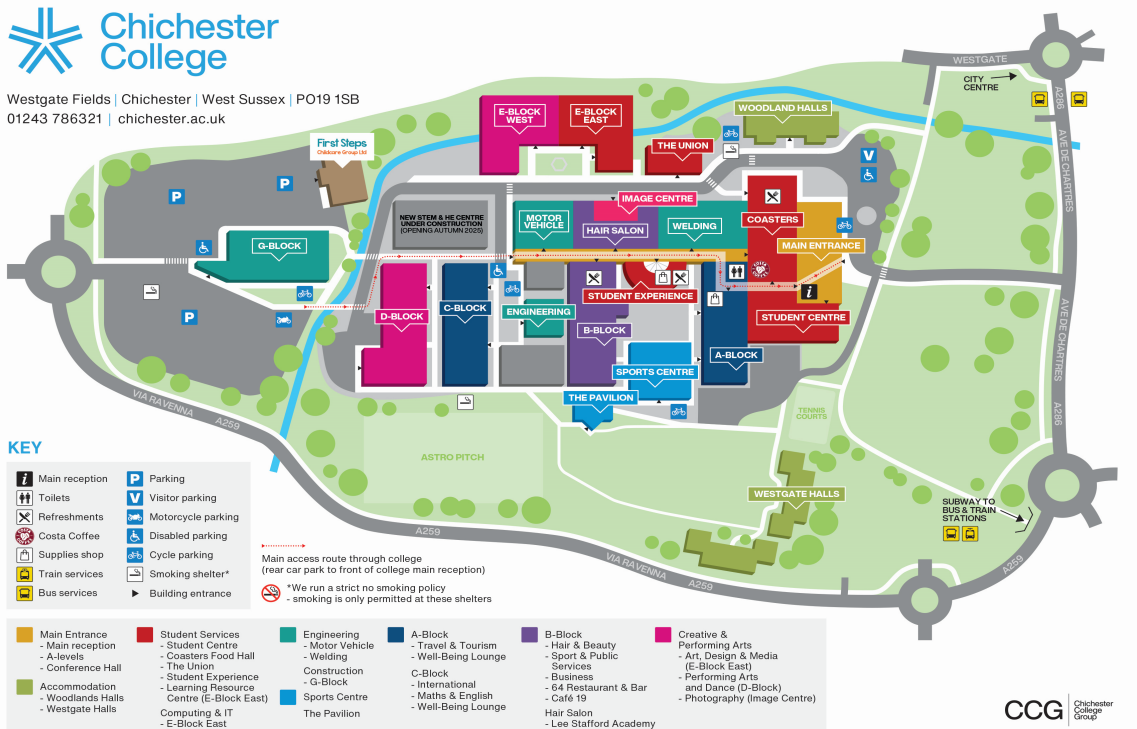 Chichester
College
Westgate Fields | Chichester | West Sussex | PO19 1SB
01243 786321 | chichester.ac.uk
WESTGATE
CITY
CENTRE
A286
AVE DE CHARTRES
First Steps
Childcare Group Ltd
E-BLOCK
WEST
E-BLOCK
EAST
THE UNION
WOODLAND HALLS
P
P
V
NEW STEM & HE CENTRE
UNDER CONSTRUCTION
(OPENING AUTUMN 2025)
MOTOR
VEHICLE
IMAGE CENTRE
HAIR SALON
WELDING
COASTERS
MAIN ENTRANCE
G-BLOCK
COSTA
COFFEE
i
STUDENT EXPERIENCE
P
D-BLOCK
C-BLOCK
ENGINEERING
B-BLOCK
STUDENT CENTRE
A-BLOCK
SPORTS CENTRE
THE PAVILION
AVE DE CHARTRES
A286
VIA RAVENNA
A259
TENNIS
COURTS
ASTRO PITCH
WESTGATE HALLS
SUBWAY TO
BUS & TRAIN
STATIONS
A259
VIA RAVENNA
A259
A259
KEY
i Main reception
Toilets
Refreshments
Costa Coffee
Supplies shop
Train services
Bus services
P Parking
V Visitor parking
Motorcycle parking
Disabled parking
Cycle parking
Smoking shelter*
Building entrance
Main access route through college
(rear car park to front of college main reception)
*We run a strict no smoking policy
- smoking is only permitted at these shelters
Main Entrance
- Main reception
- A-levels
- Conference Hall
Accommodation
- Woodlands Halls
- Westgate Halls
Student Services
- Student Centre
- Coasters Food Hall
- The Union
- Student Experience
- Learning Resource
Centre (E-Block East)
Computing & IT
- E-Block East
Engineering
- Motor Vehicle
- Welding
Construction
- G-Block
Sports Centre
The Pavilion
A-Block
- Travel & Tourism
- Well-Being Lounge
C-Block
- International
- Maths & English
- Well-Being Lounge
B-Block
- Hair & Beauty
- Sport & Public
Services
- Business
- 64 Restaurant & Bar
- Café 19
Hair Salon
- Lee Stafford Academy
Creative &
Performing Arts
- Art, Design & Media
(E-Block East)
- Performing Arts
and Dance (D-Block)
- Photography (Image Centre)
CCG
Chichester
College
Group